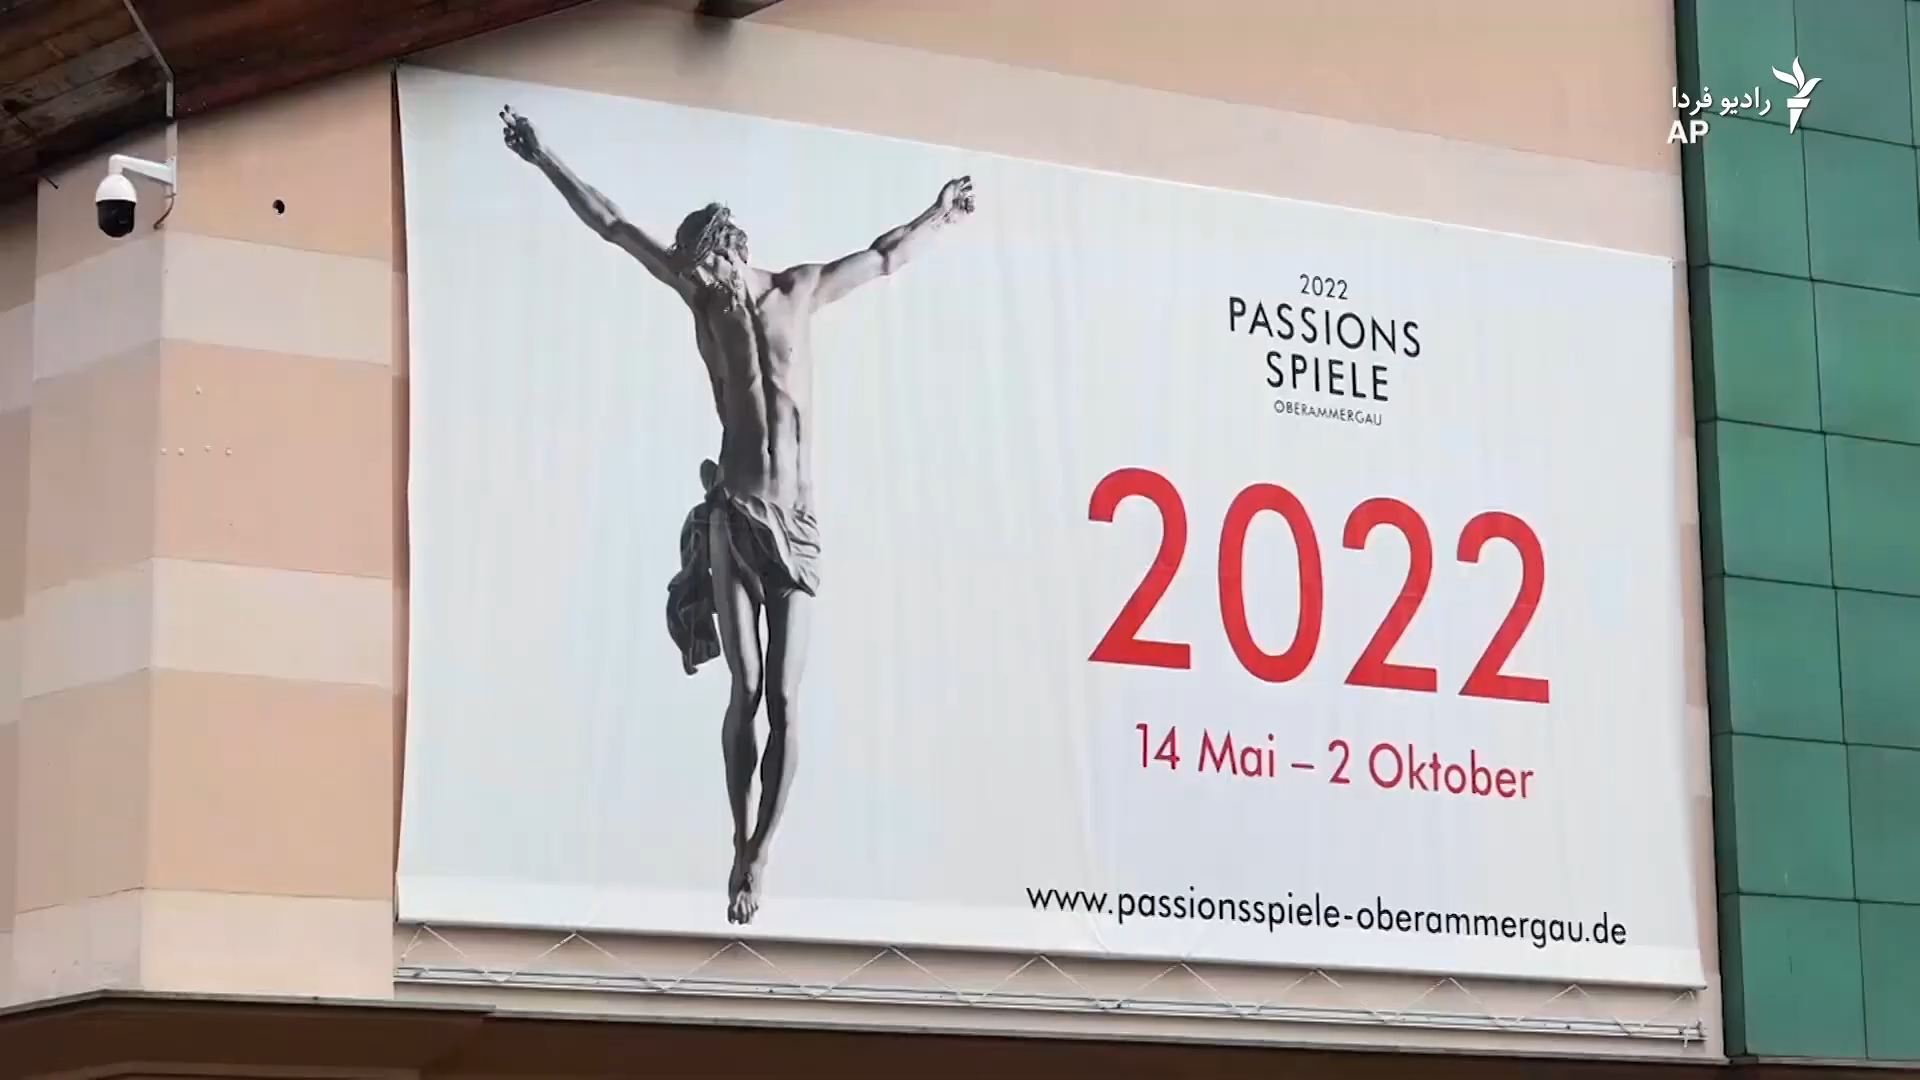 رادیو فردا
AP
2022
PASSIONS
SPIELE
OBERAMMERGAU
2022
14 Mai – 2 Oktober
www.passionsspiele-oberammergau.de